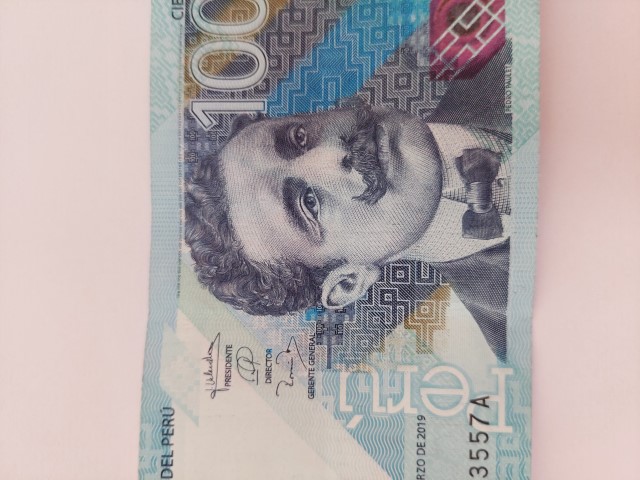 DEL PERÚ
CIE
100
PRESIDENTE
DIRECTOR
GERENTE GENERAL
Perú
RZO DE 2019
3557A
PEDRO PAULET